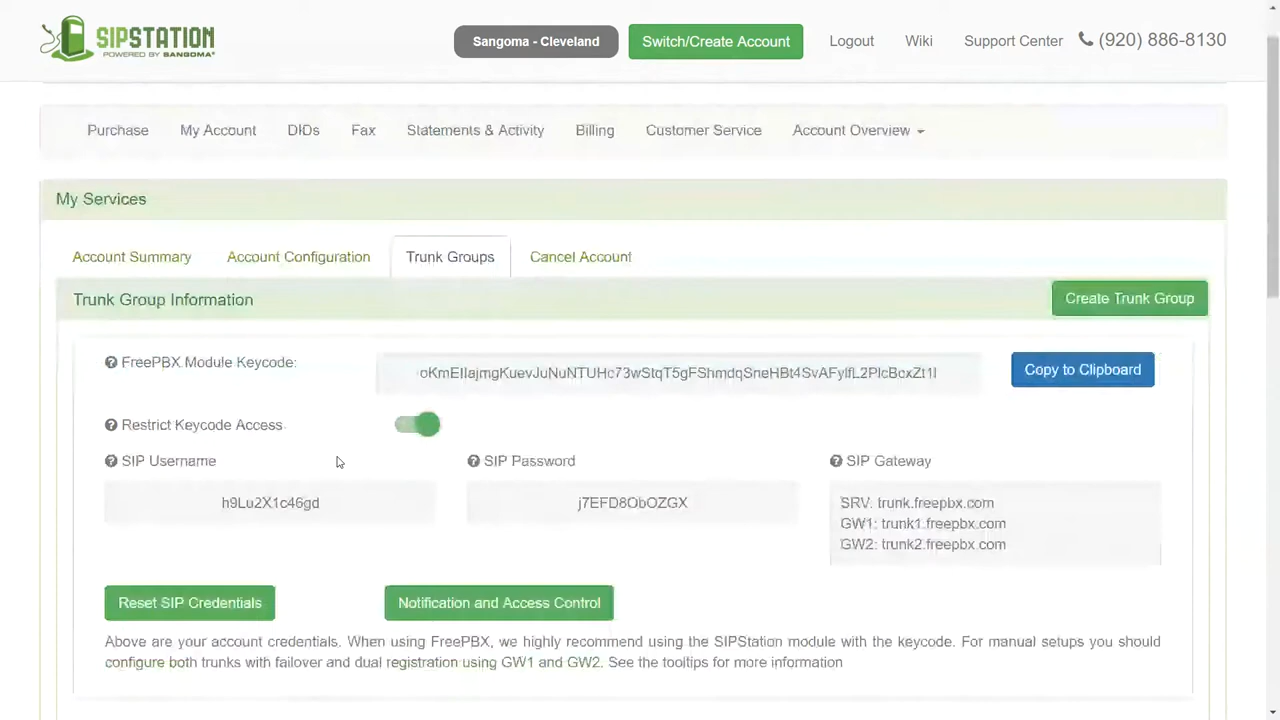 SIPSTATION
POWERED BY SANGOMA
Sangoma - Cleveland
Switch/Create Account
Logout
Wiki
Support Center
(920) 886-8130
Purchase
My Account
DIDs
Fax
Statements & Activity
Billing
Customer Service
Account Overview
My Services
Account Summary
Account Configuration
Trunk Groups
Cancel Account
Trunk Group Information
Create Trunk Group
FreePBX Module Keycode:
Copy to Clipboard
Restrict Keycode Access
SIP Username
SIP Password
SIP Gateway
h9Lu2X1c46gd
j7EFD8ObOZGX
SRV: trunk.freepbx.com
GW1: trunk1.freepbx.com
GW2: trunk2.freepbx.com
Reset SIP Credentials
Notification and Access Control
Above are your account credentials. When using FreePBX, we highly recommend using the SIPStation module with the keycode. For manual setups you should
configure both trunks with failover and dual registration using GW1 and GW2. See the tooltips for more information